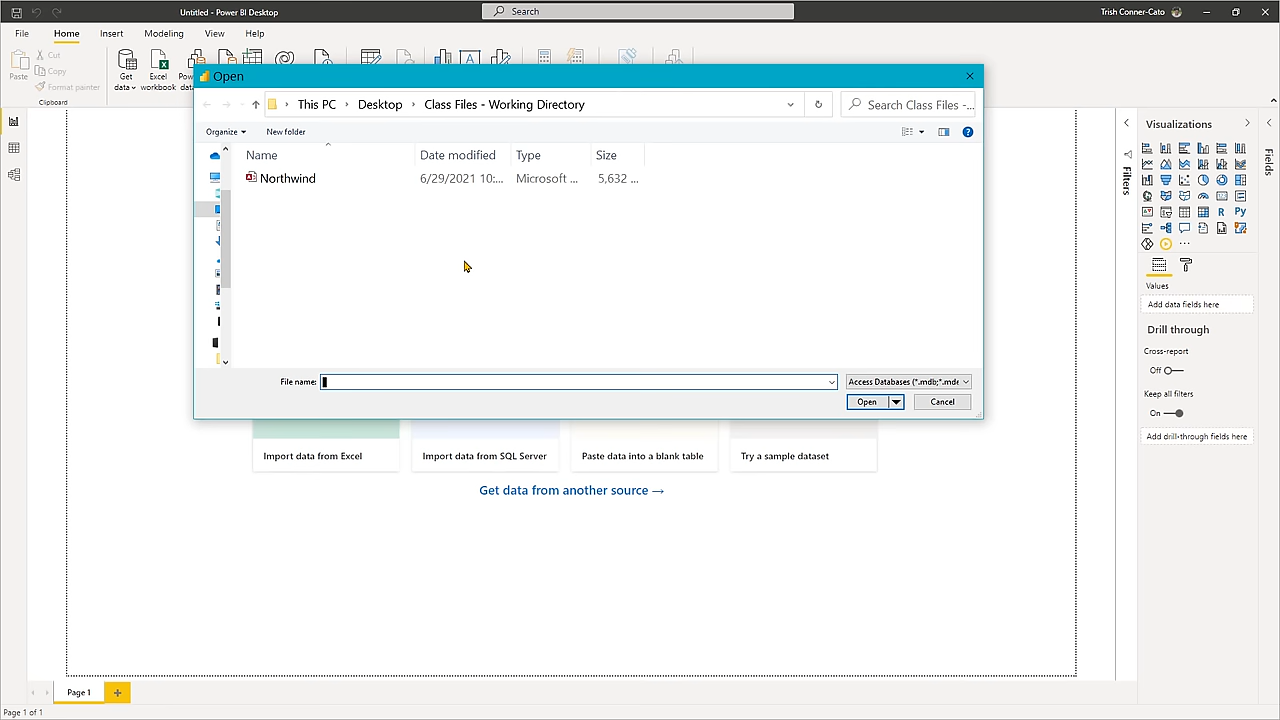 Untitled - Power BI Desktop
Search
Trish Conner-Cato
File Home Insert Modeling View Help
Paste
Cut
Copy
Format painter
Clipboard
Get data
Excel workbook
Open
This PC > Desktop > Class Files - Working Directory
Search Class Files -...
Organize New folder
Name Date modified Type Size
Northwind 6/29/2021 10:... Microsoft ... 5,632 ...
File name:
Access Databases (*.mdb;*.mde
Open Cancel
Import data from Excel
Import data from SQL Server
Paste data into a blank table
Try a sample dataset
Get data from another source →
Filters
Visualizations
R Py
Values
Add data fields here
Drill through
Cross-report
Off
Keep all filters
On
Add drill-through fields here
Fields
Page 1
Page 1 of 1